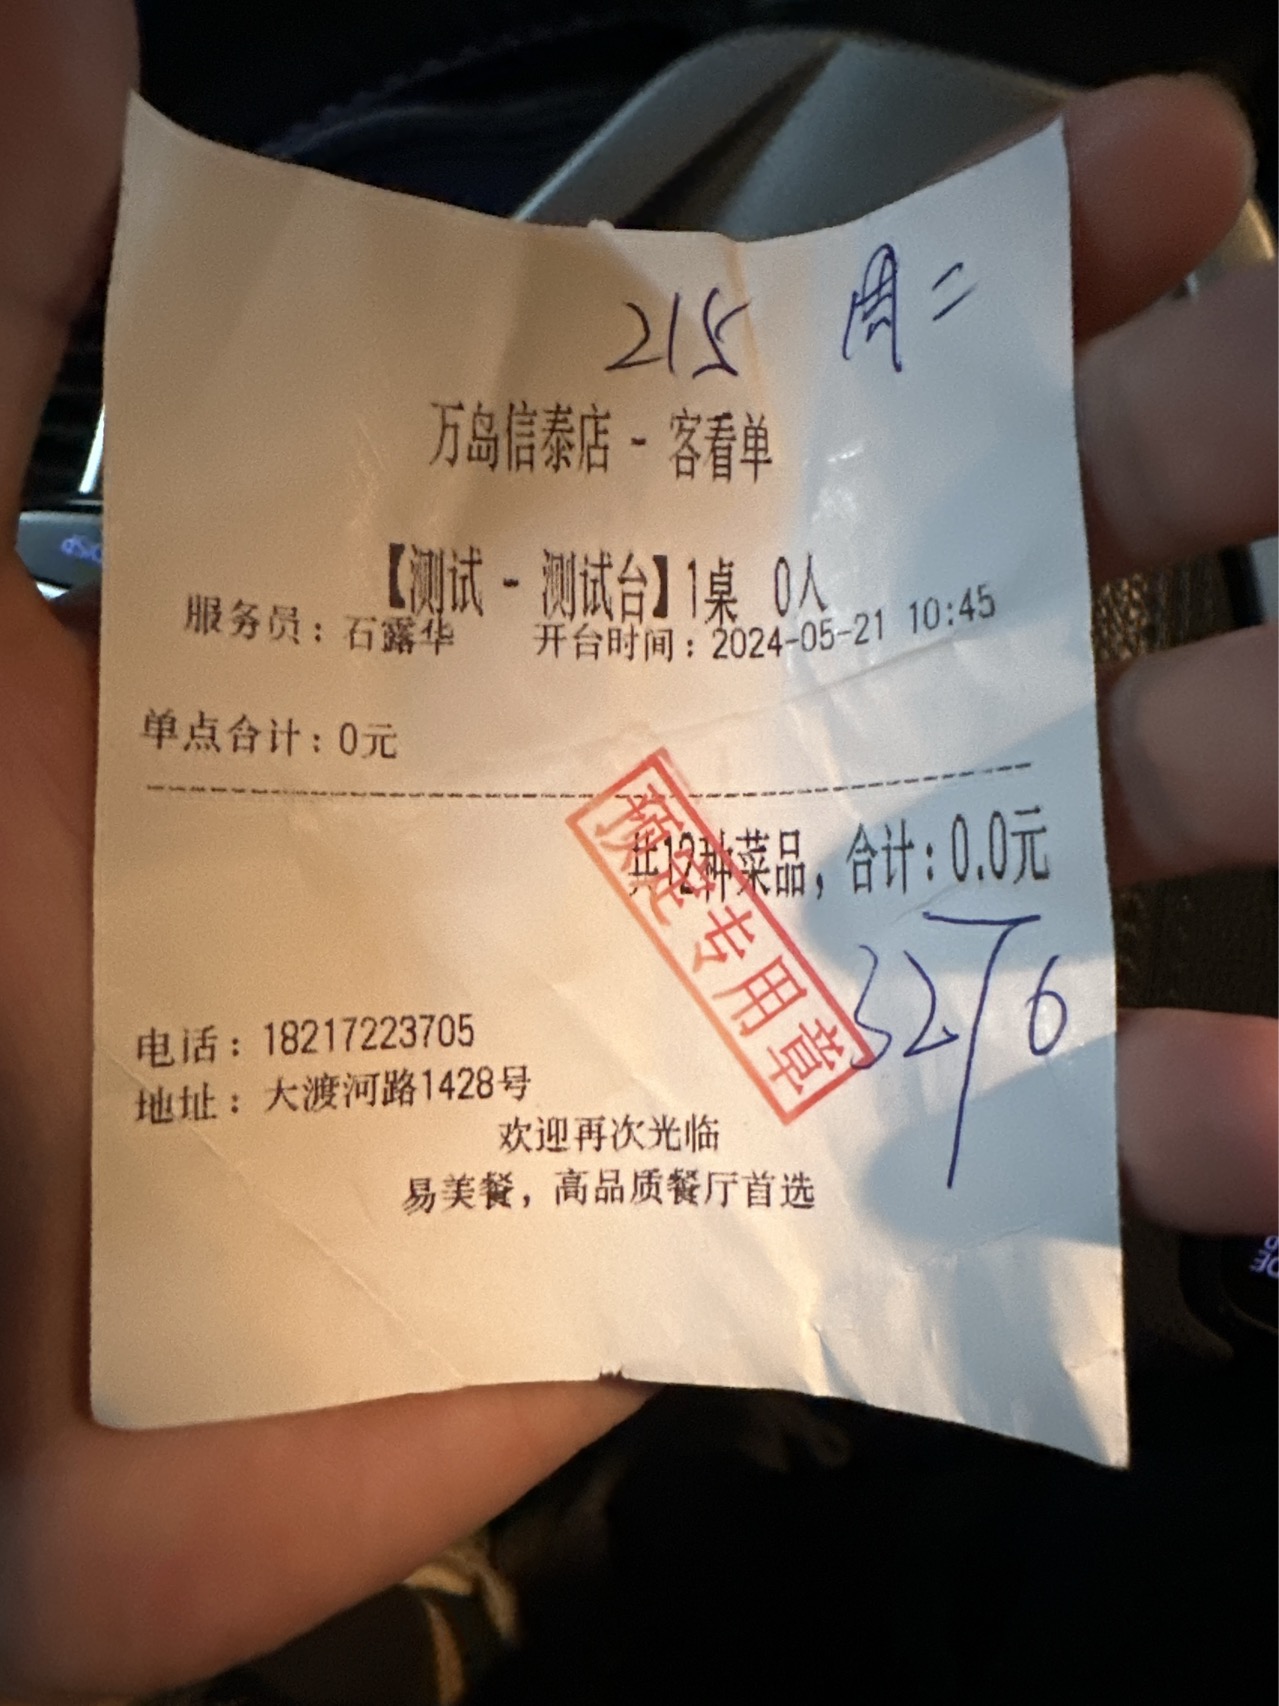 215 周二
万岛信泰店 - 客看单
【测试 - 测试台】1桌 0人
服务员：石露华 开台时间：2024-05-21 10:45
单点合计：0元
共12种菜品，合计：0.0元
预定专用章
3276
电话：18217223705
地址：大渡河路1428号
欢迎再次光临
易美餐，高品质餐厅首选